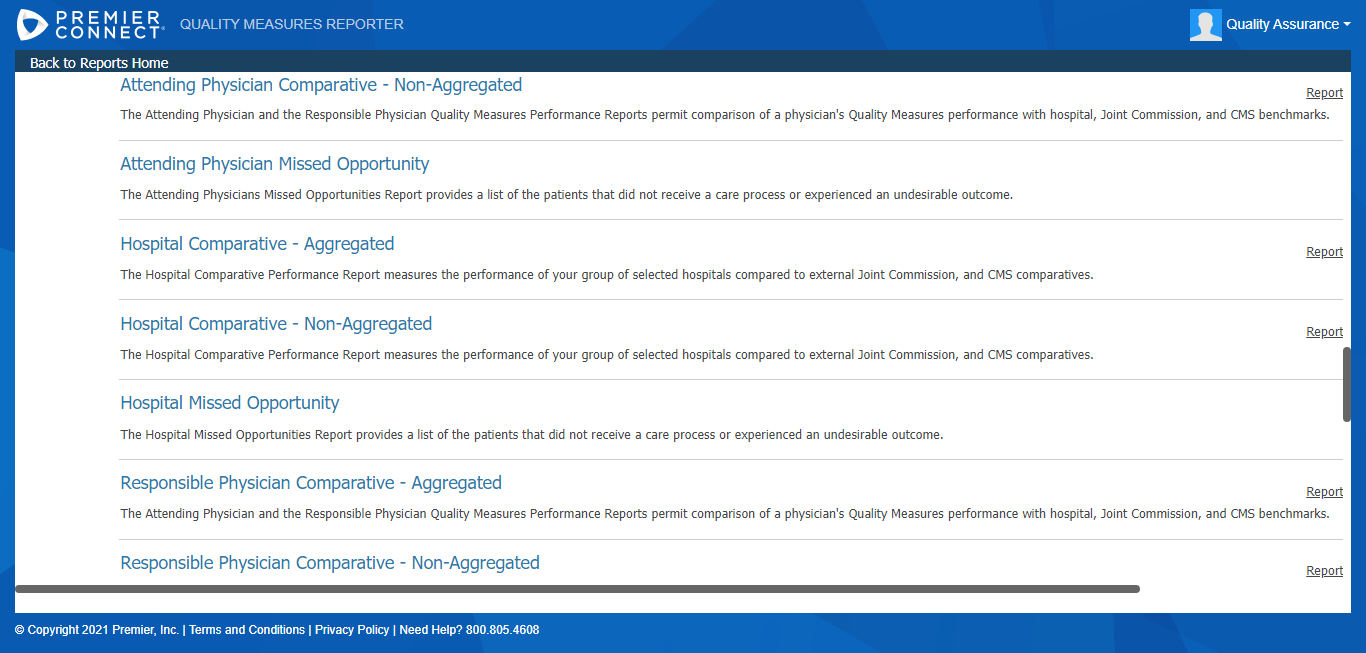 PREMIER CONNECT® QUALITY MEASURES REPORTER
Quality Assurance
Back to Reports Home
Attending Physician Comparative - Non-Aggregated
Report
The Attending Physician and the Responsible Physician Quality Measures Performance Reports permit comparison of a physician's Quality Measures performance with hospital, Joint Commission, and CMS benchmarks.
Attending Physician Missed Opportunity
The Attending Physicians Missed Opportunities Report provides a list of the patients that did not receive a care process or experienced an undesirable outcome.
Hospital Comparative - Aggregated
Report
The Hospital Comparative Performance Report measures the performance of your group of selected hospitals compared to external Joint Commission, and CMS comparatives.
Hospital Comparative - Non-Aggregated
Report
The Hospital Comparative Performance Report measures the performance of your group of selected hospitals compared to external Joint Commission, and CMS comparatives.
Hospital Missed Opportunity
The Hospital Missed Opportunities Report provides a list of the patients that did not receive a care process or experienced an undesirable outcome.
Responsible Physician Comparative - Aggregated
Report
The Attending Physician and the Responsible Physician Quality Measures Performance Reports permit comparison of a physician's Quality Measures performance with hospital, Joint Commission, and CMS benchmarks.
Responsible Physician Comparative - Non-Aggregated
Report
© Copyright 2021 Premier, Inc. | Terms and Conditions | Privacy Policy | Need Help? 800.805.4608